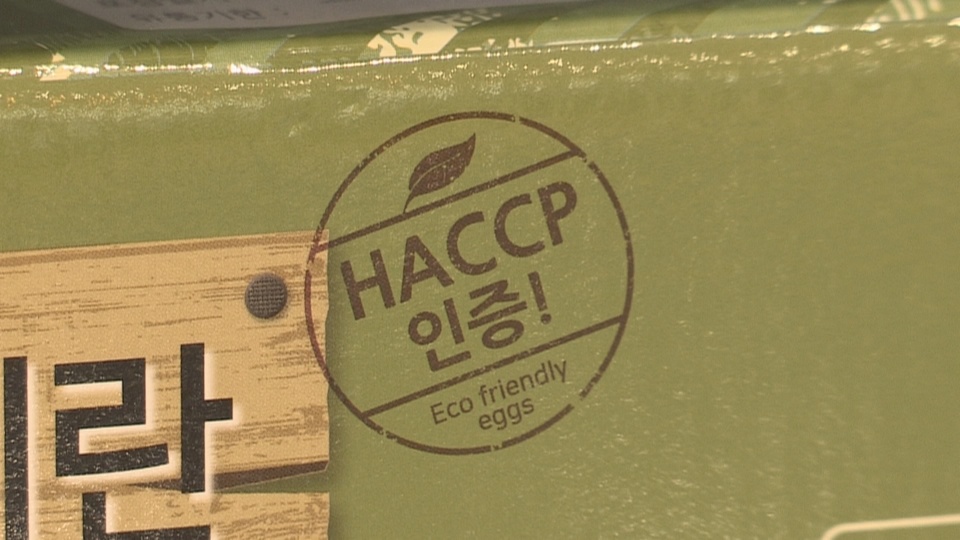 HACCP
인증!
Eco friendly
eggs
란